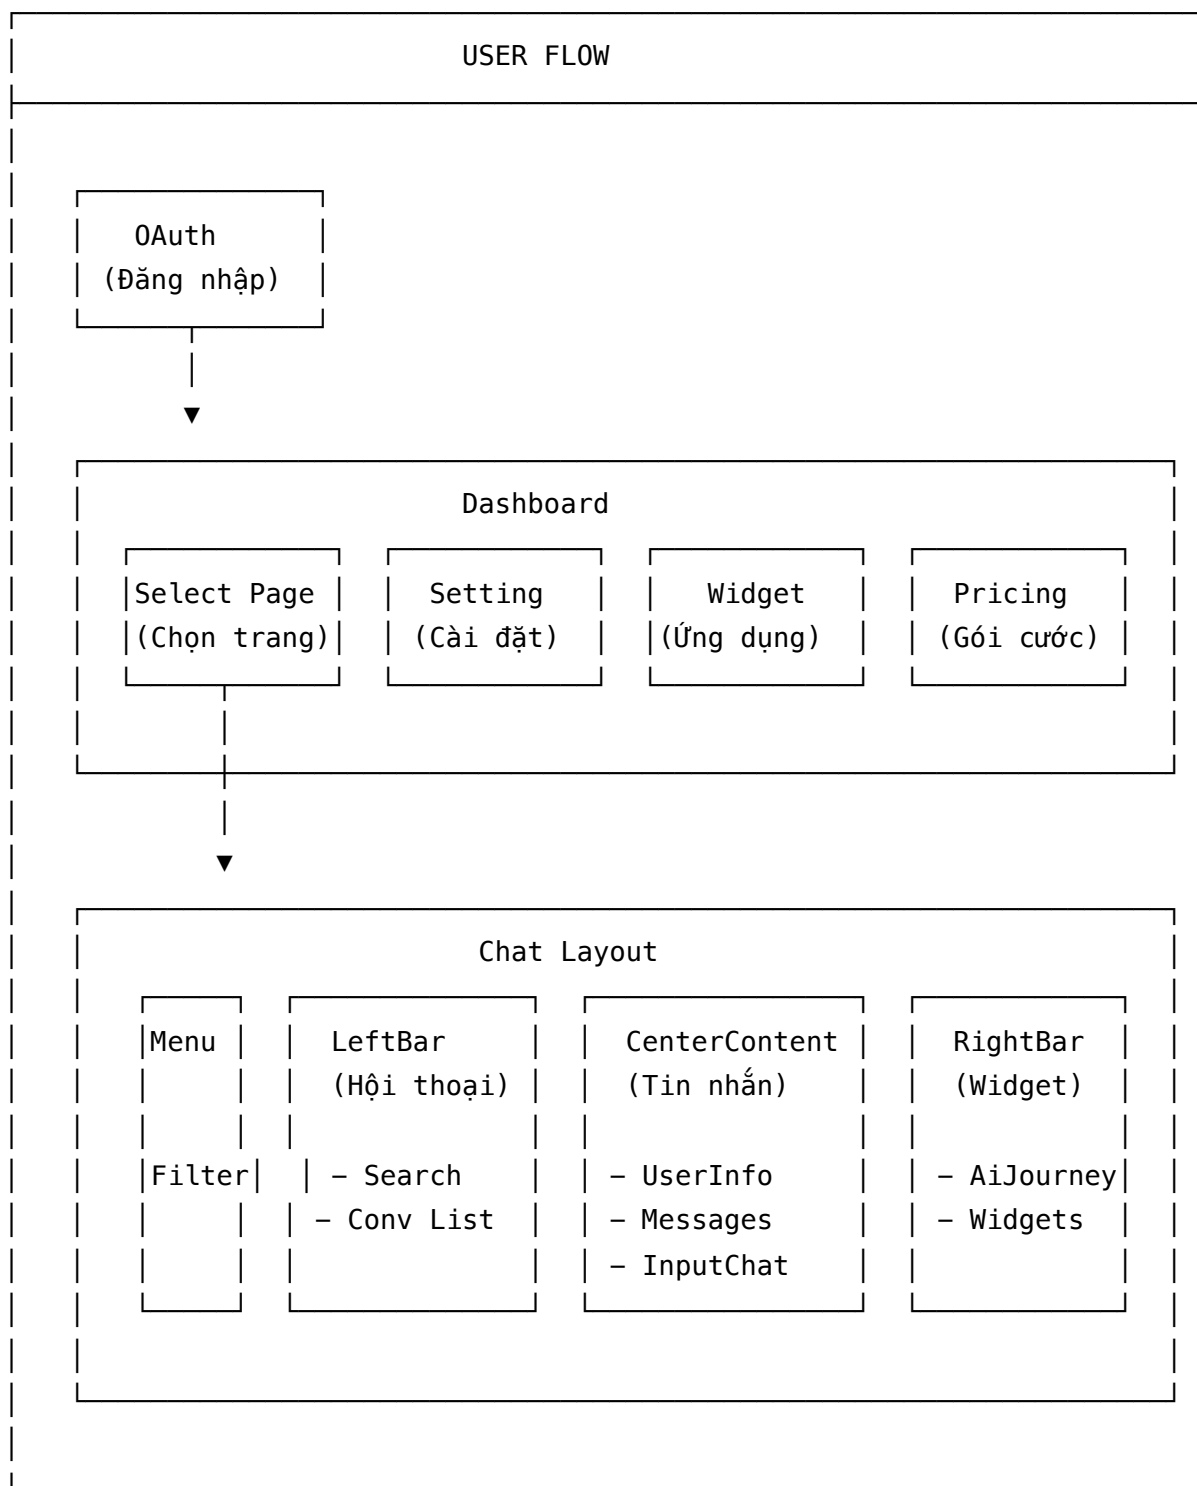 USER FLOW
OAuth
(Đăng nhập)
Dashboard
Select Page
(Chọn trang)
Setting
(Cài đặt)
Widget
(Ứng dụng)
Pricing
(Gói cước)
Chat Layout
Menu
Filter
LeftBar
(Hội thoại)
– Search
– Conv List
CenterContent
(Tin nhắn)
– UserInfo
– Messages
– InputChat
RightBar
(Widget)
– AiJourney
– Widgets